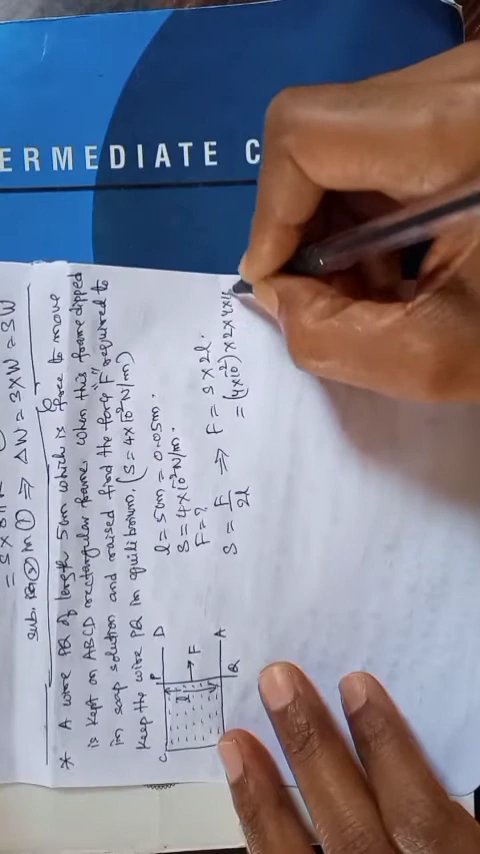 ERMEDIATE C
sub. eq ② in ① ⇒ ΔW = 3×W = 3W
* A wire PQ of length 5cm which is free to move
is kept on ABCD rectangular frame. when this frame dipped
in soap solution and raised find the force "F" required to
keep the wire PQ in equilibrium. (S = 4×10⁻² N/m)
C P D
l F
Q A
l = 5cm = 0.05m.
S = 4×10⁻² N/m.
F = ?
S = F/2l ⇒ F = S × 2l.
= (4×10⁻²) × 2 ×